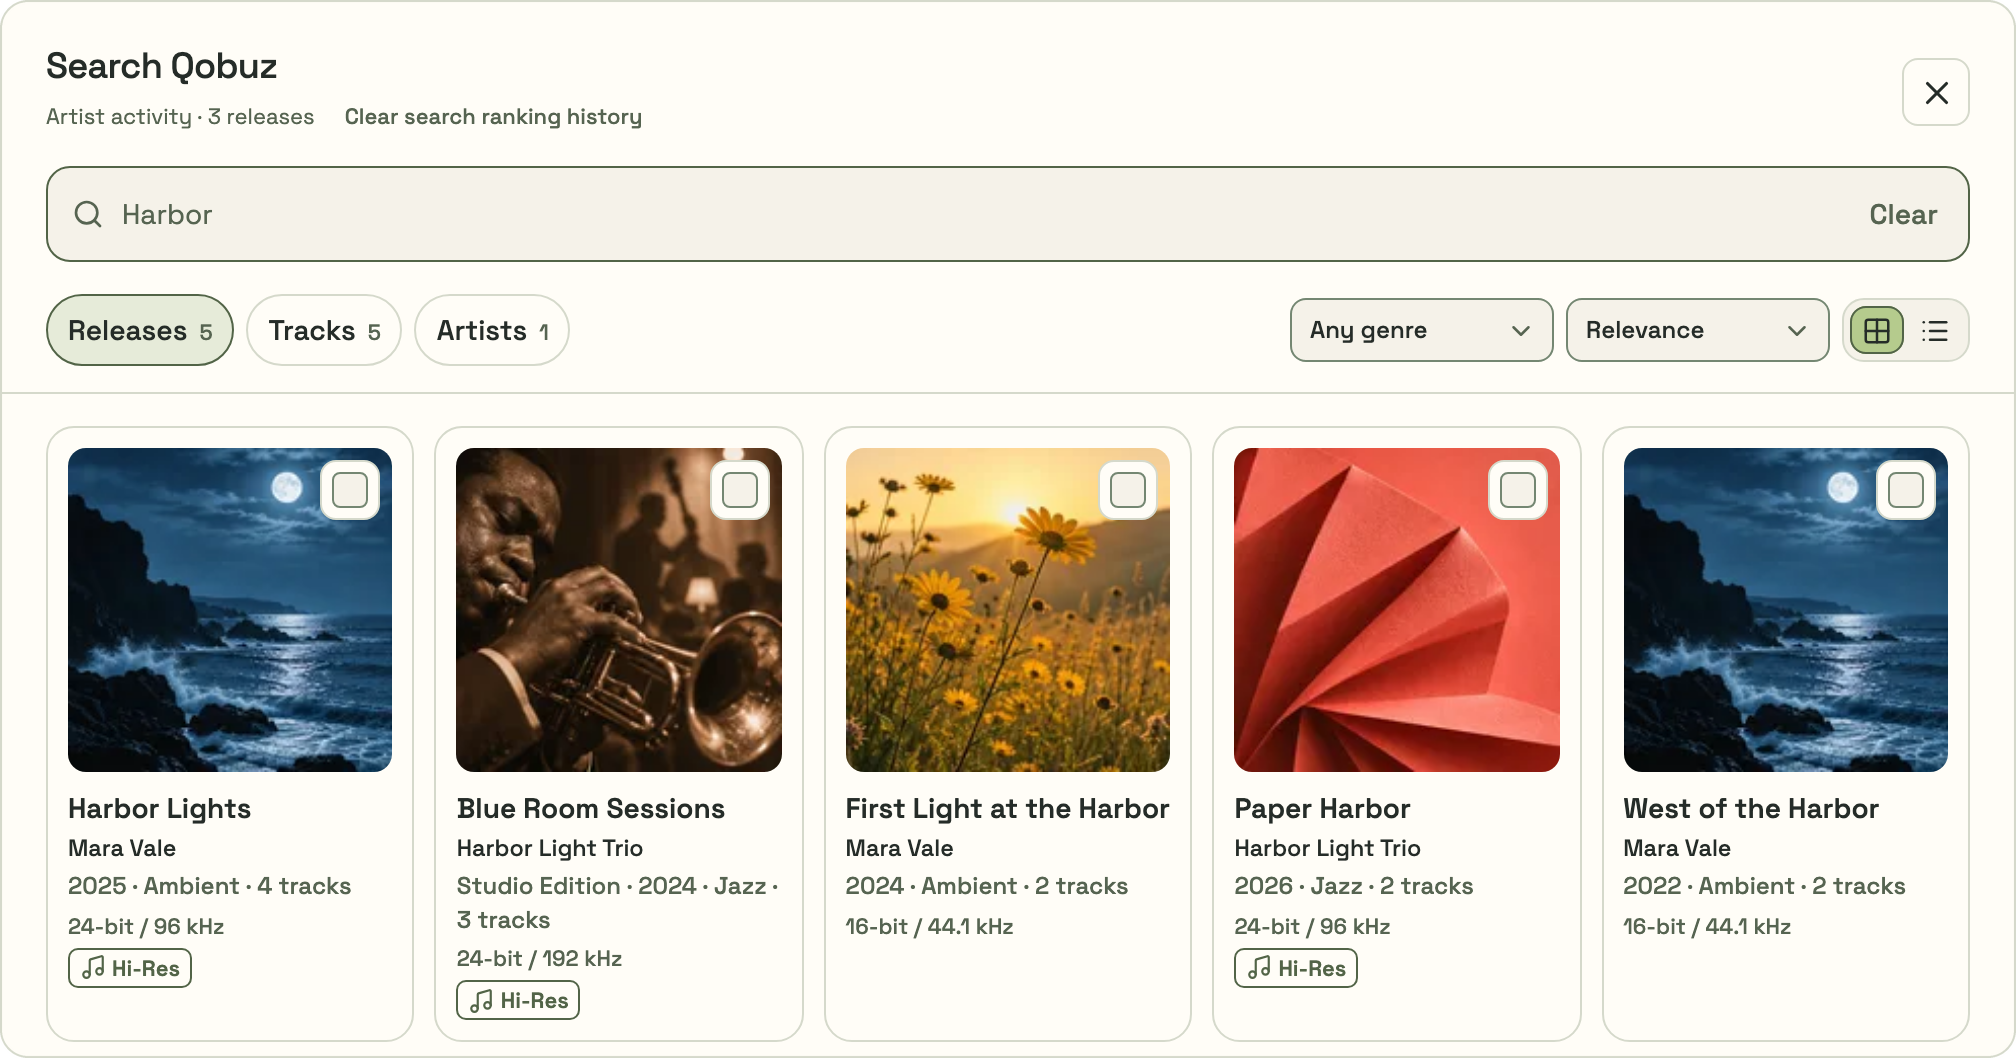 Search Qobuz
Artist activity · 3 releases Clear search ranking history
Harbor Clear
Releases 5 Tracks 5 Artists 1 Any genre Relevance
Harbor Lights
Mara Vale
2025 · Ambient · 4 tracks
24-bit / 96 kHz
Hi-Res
Blue Room Sessions
Harbor Light Trio
Studio Edition · 2024 · Jazz ·
3 tracks
24-bit / 192 kHz
Hi-Res
First Light at the Harbor
Mara Vale
2024 · Ambient · 2 tracks
16-bit / 44.1 kHz
Paper Harbor
Harbor Light Trio
2026 · Jazz · 2 tracks
24-bit / 96 kHz
Hi-Res
West of the Harbor
Mara Vale
2022 · Ambient · 2 tracks
16-bit / 44.1 kHz